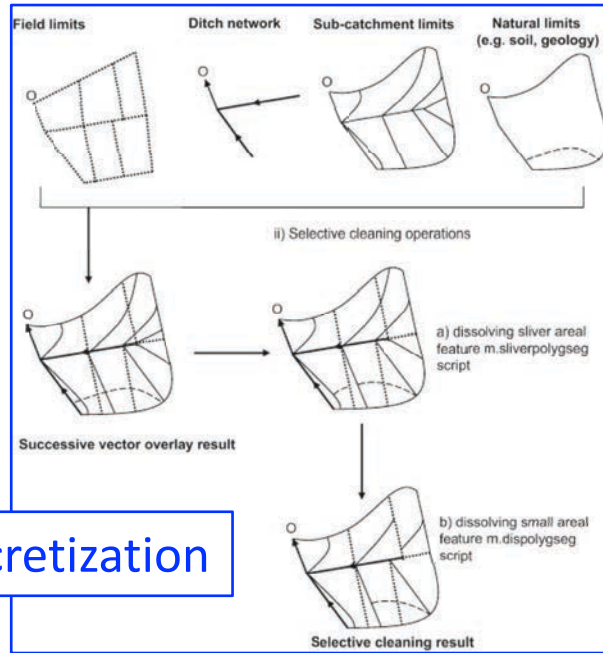 Field limits
Ditch network
Sub-catchment limits
Natural limits
(e.g. soil, geology)
O
O
O
O
ii) Selective cleaning operations
O
O
a) dissolving sliver areal
feature m.sliverpolygseg
script
Successive vector overlay result
O
b) dissolving small areal
feature m.dispolygseg
script
cretization
Selective cleaning result